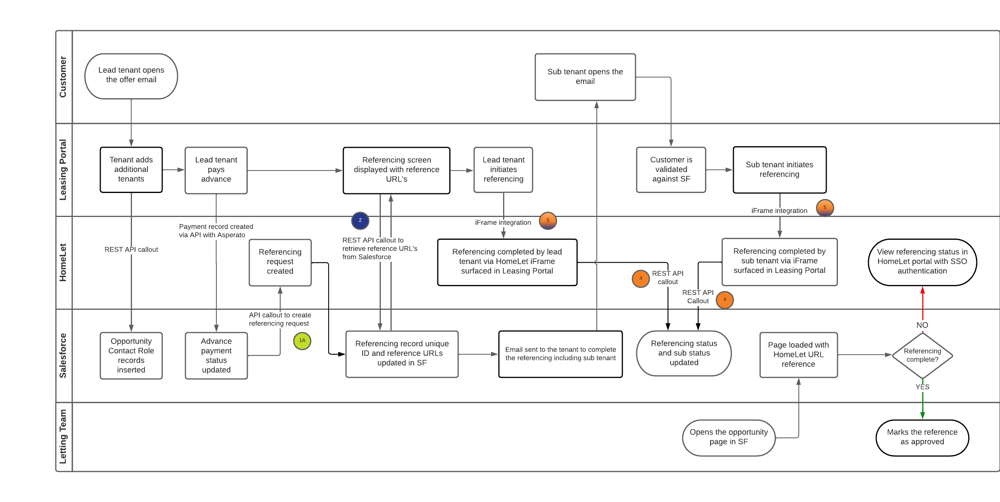 Customer
Lead tenant opens
the offer email
Sub tenant opens the
email
Leasing Portal
Tenant adds
additional
tenants
Lead tenant
pays
advance
Referencing screen
displayed with reference
URL's
Lead tenant
initiates
referencing
Customer is
validated
against SF
Sub tenant initiates
referencing
iFrame integration
5
HomeLet
REST API callout
Payment record created
via API with Asperato
Referencing
request
created
2
REST API callout to
retrieve reference URL's
from Salesforce
iFrame integration
5
Referencing completed by lead
tenant via HomeLet iFrame
surfaced in Leasing Portal
4
REST API
callout
REST API
Callout
4
Referencing completed by
sub tenant via iFrame
surfaced in Leasing Portal
View referencing status in
HomeLet portal with SSO
authentication
Salesforce
Opportunity
Contact Role
records
inserted
Advance
payment
status
updated
API callout to create
referencing request
1A
Referencing record unique
ID and reference URLs
updated in SF
Email sent to the tenant to complete
the referencing including sub tenant
Referencing status
and sub status
updated
Page loaded with
HomeLet URL
reference
NO
Referencing
complete?
YES
Letting Team
Opens the opportunity
page in SF
Marks the reference
as approved